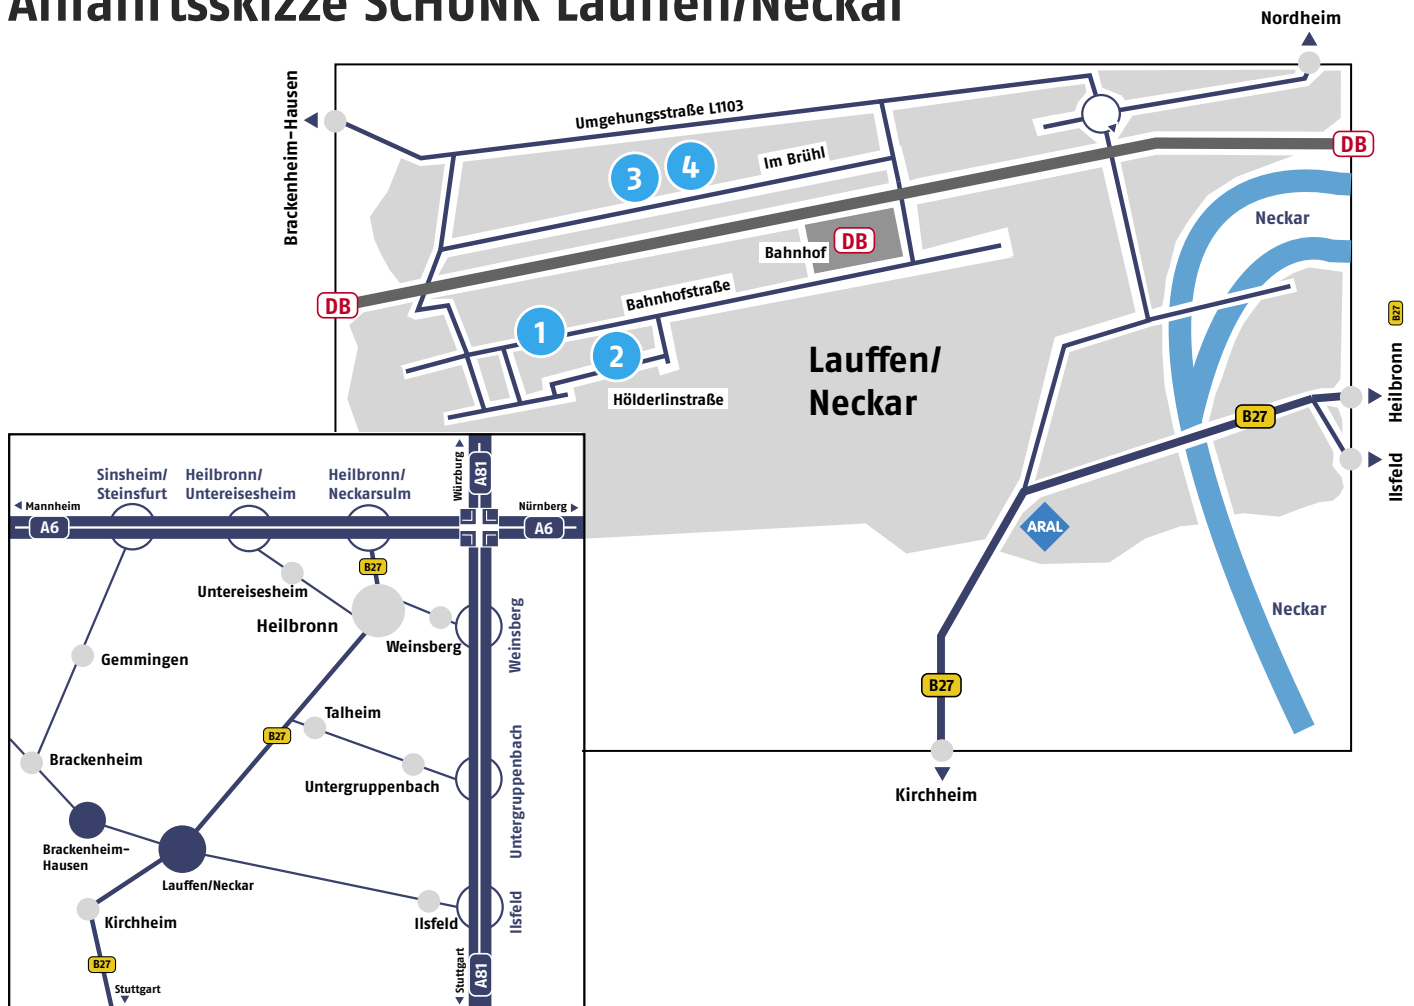 Anfahrtsskizze SCHUNK Lauffen/Neckar
Nordheim
Brackenheim-Hausen
Umgehungsstraße L1103
Im Brühl
3
4
DB
Neckar
DB
Bahnhof
DB
Bahnhofstraße
1
2
Hölderlinstraße
Lauffen/
Neckar
B27
Heilbronn
B27
Ilsfeld
ARAL
Neckar
B27
Kirchheim
Sinsheim/
Steinsfurt
Heilbronn/
Untereisesheim
Heilbronn/
Neckarsulm
Würzburg
A81
Mannheim
Nürnberg
A6
A6
B27
Untereisesheim
Heilbronn
Weinsberg
Weinsberg
Gemmingen
Talheim
B27
Brackenheim
Untergruppenbach
Untergruppenbach
Brackenheim-
Hausen
Lauffen/Neckar
Kirchheim
Ilsfeld
Ilsfeld
B27
Stuttgart
Stuttgart
A81